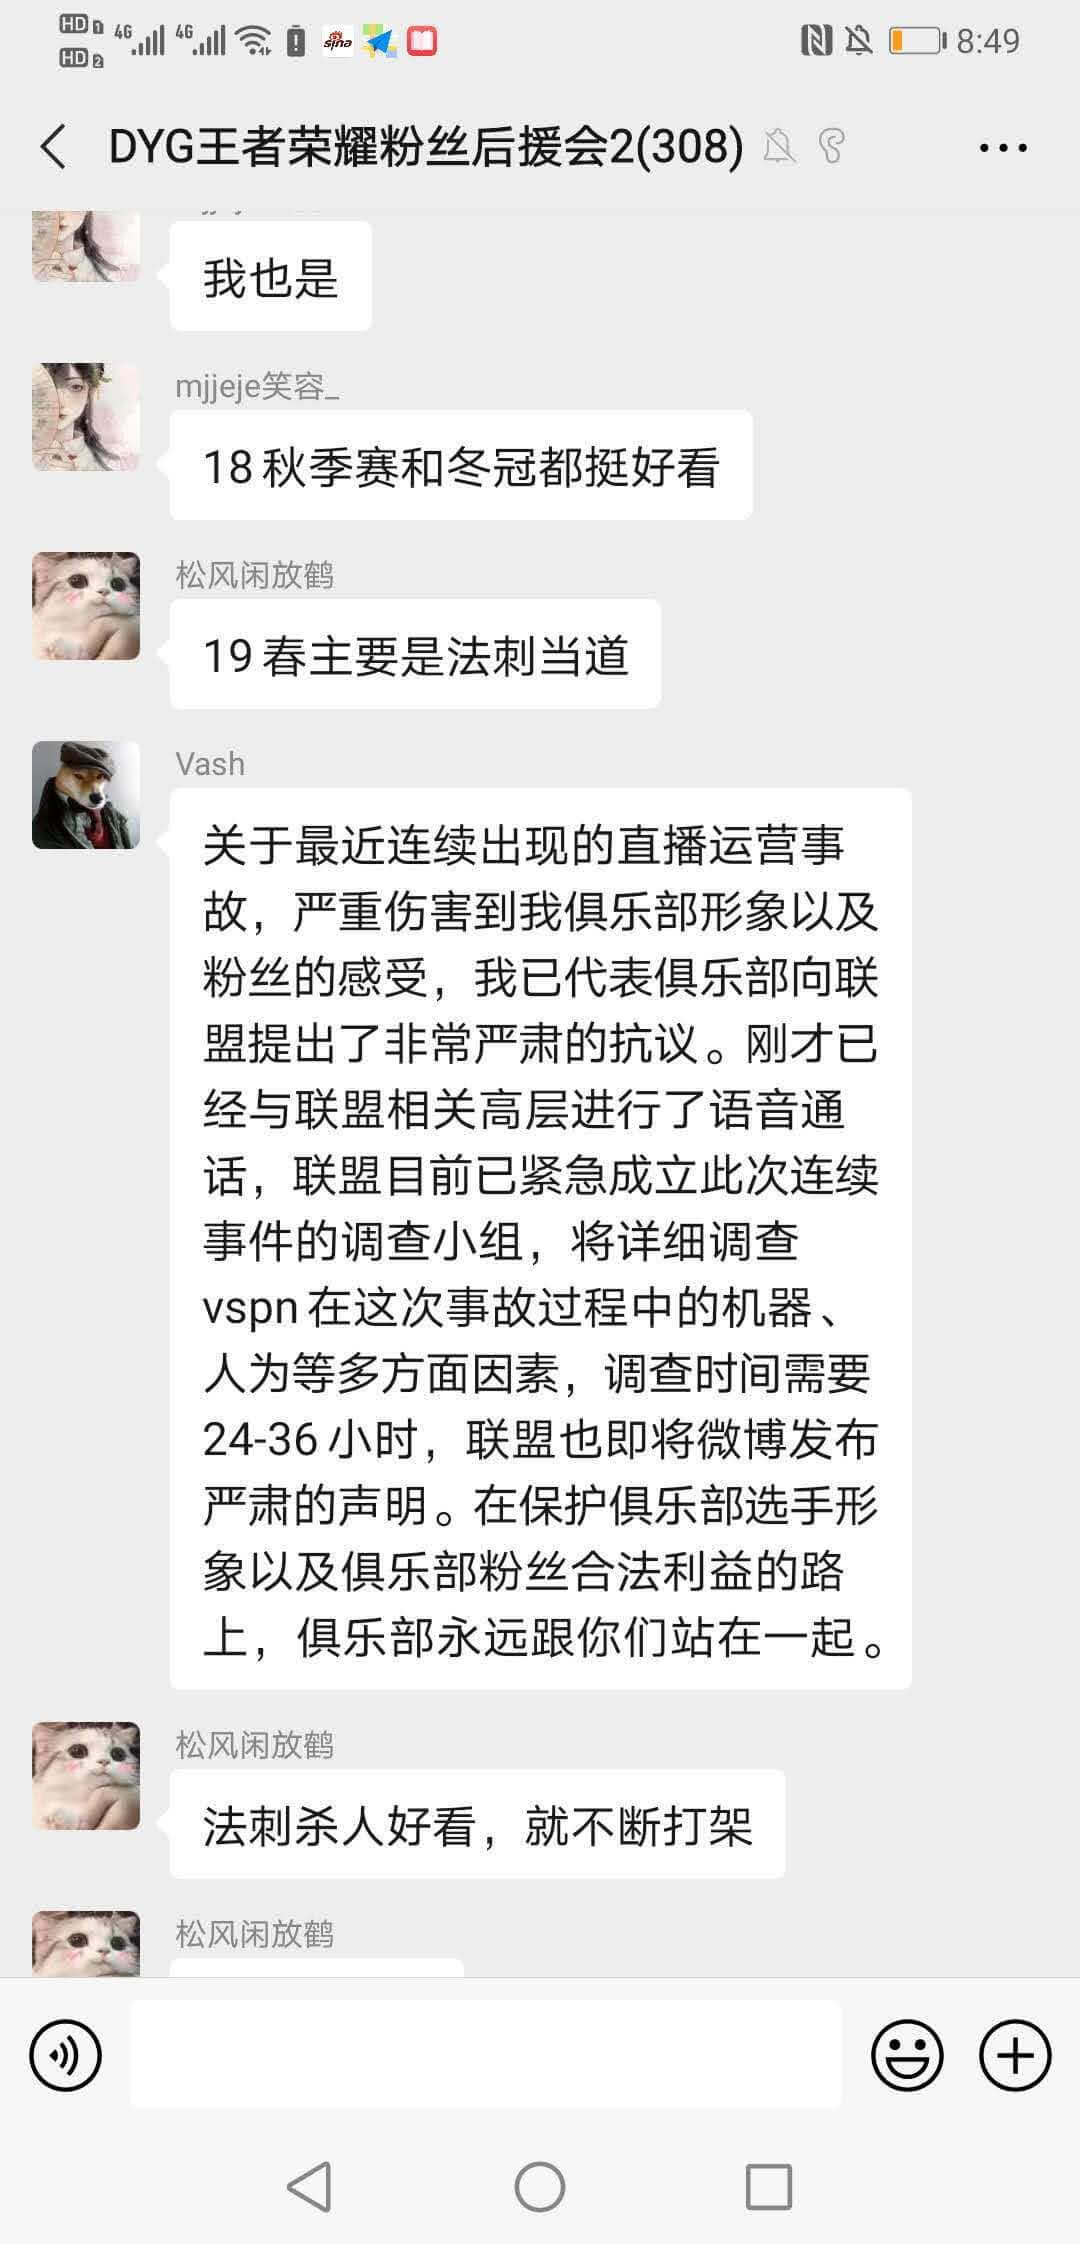 HD 1 4G 4G sina 8:49
HD 2
DYG王者荣耀粉丝后援会2(308)
我也是
mjjeje笑容_
18秋季赛和冬冠都挺好看
松风闲放鹤
19春主要是法刺当道
Vash
关于最近连续出现的直播运营事
故，严重伤害到我俱乐部形象以及
粉丝的感受，我已代表俱乐部向联
盟提出了非常严肃的抗议。刚才已
经与联盟相关高层进行了语音通
话，联盟目前已紧急成立此次连续
事件的调查小组，将详细调查
vspn在这次事故过程中的机器、
人为等多方面因素，调查时间需要
24-36小时，联盟也即将微博发布
严肃的声明。在保护俱乐部选手形
象以及俱乐部粉丝合法利益的路
上，俱乐部永远跟你们站在一起。
松风闲放鹤
法刺杀人好看，就不断打架
松风闲放鹤